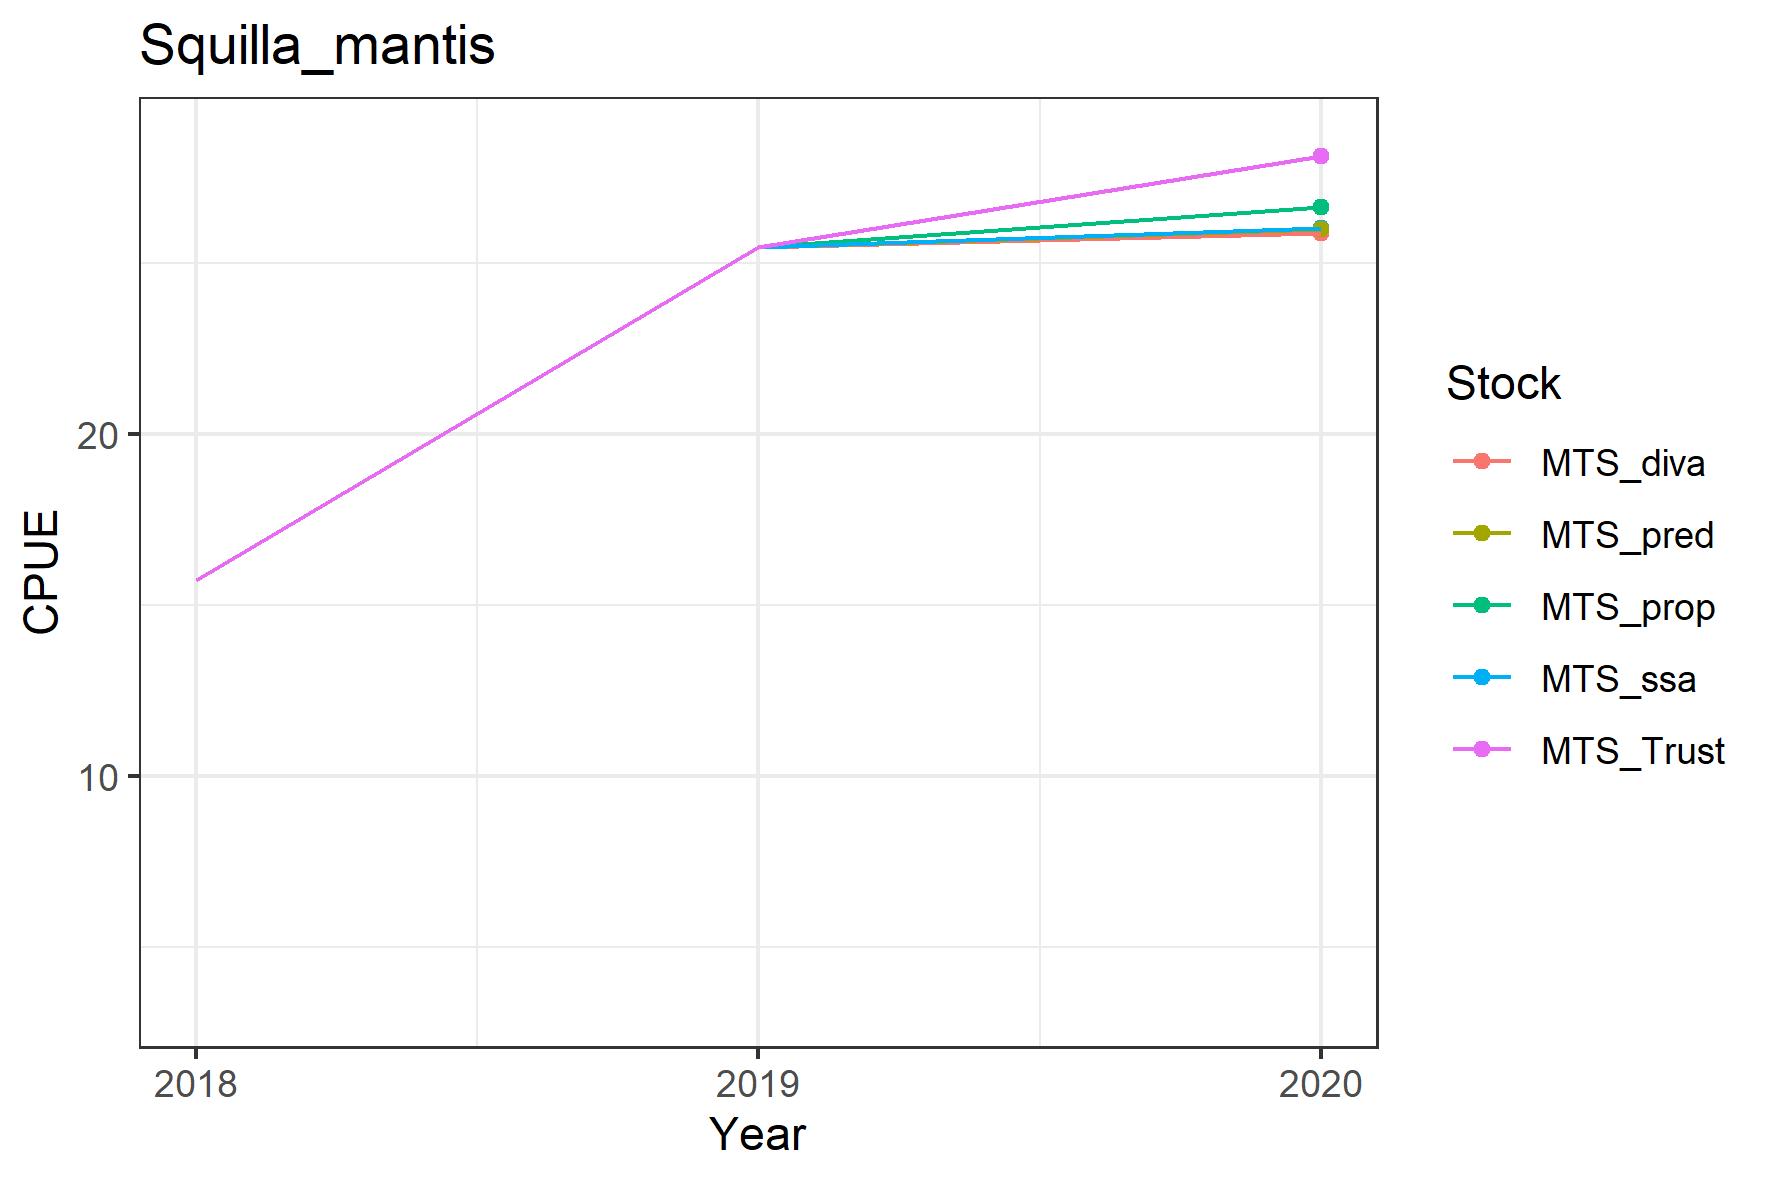 Squilla_mantis
20
10
CPUE
2018 2019 2020
Year
Stock
MTS_diva
MTS_pred
MTS_prop
MTS_ssa
MTS_Trust